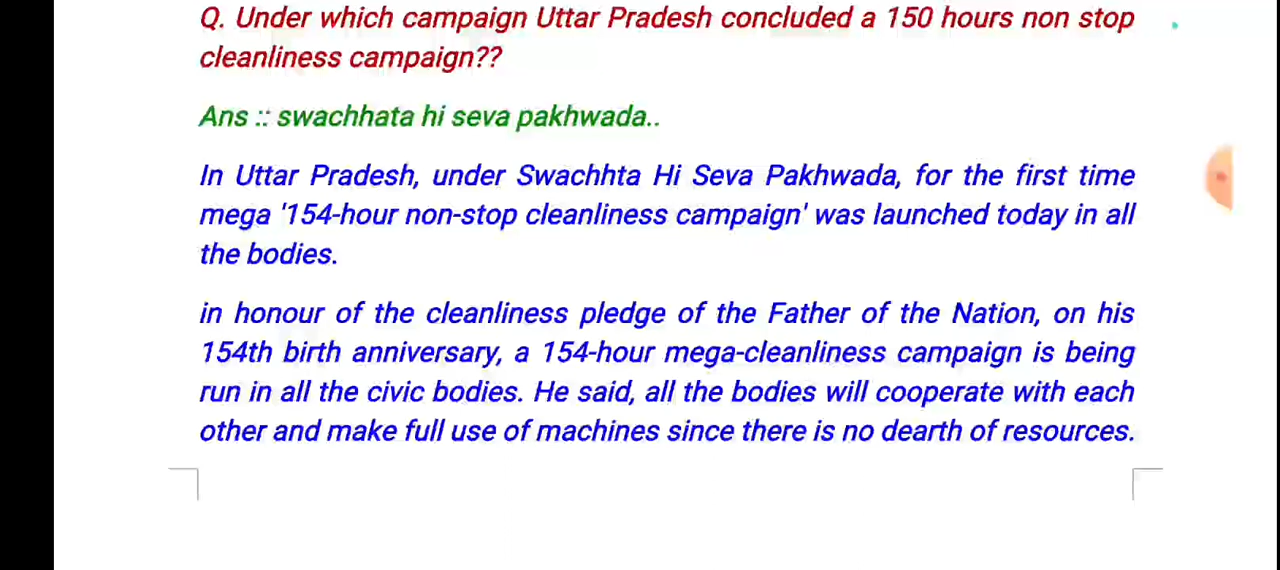 Q. Under which campaign Uttar Pradesh concluded a 150 hours non stop
cleanliness campaign??
Ans :: swachhata hi seva pakhwada..
In Uttar Pradesh, under Swachhta Hi Seva Pakhwada, for the first time
mega '154-hour non-stop cleanliness campaign' was launched today in all
the bodies.
in honour of the cleanliness pledge of the Father of the Nation, on his
154th birth anniversary, a 154-hour mega-cleanliness campaign is being
run in all the civic bodies. He said, all the bodies will cooperate with each
other and make full use of machines since there is no dearth of resources.